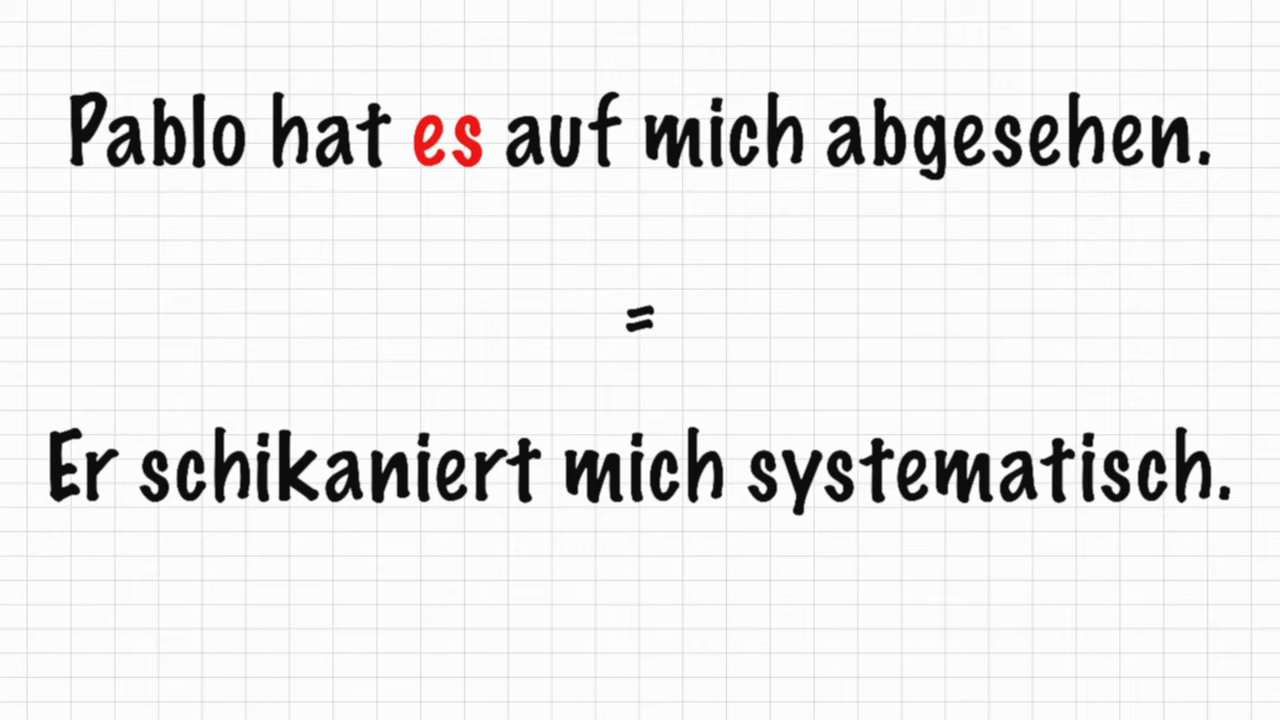 Pablo hat es auf mich abgesehen.
=
Er schikaniert mich systematisch.